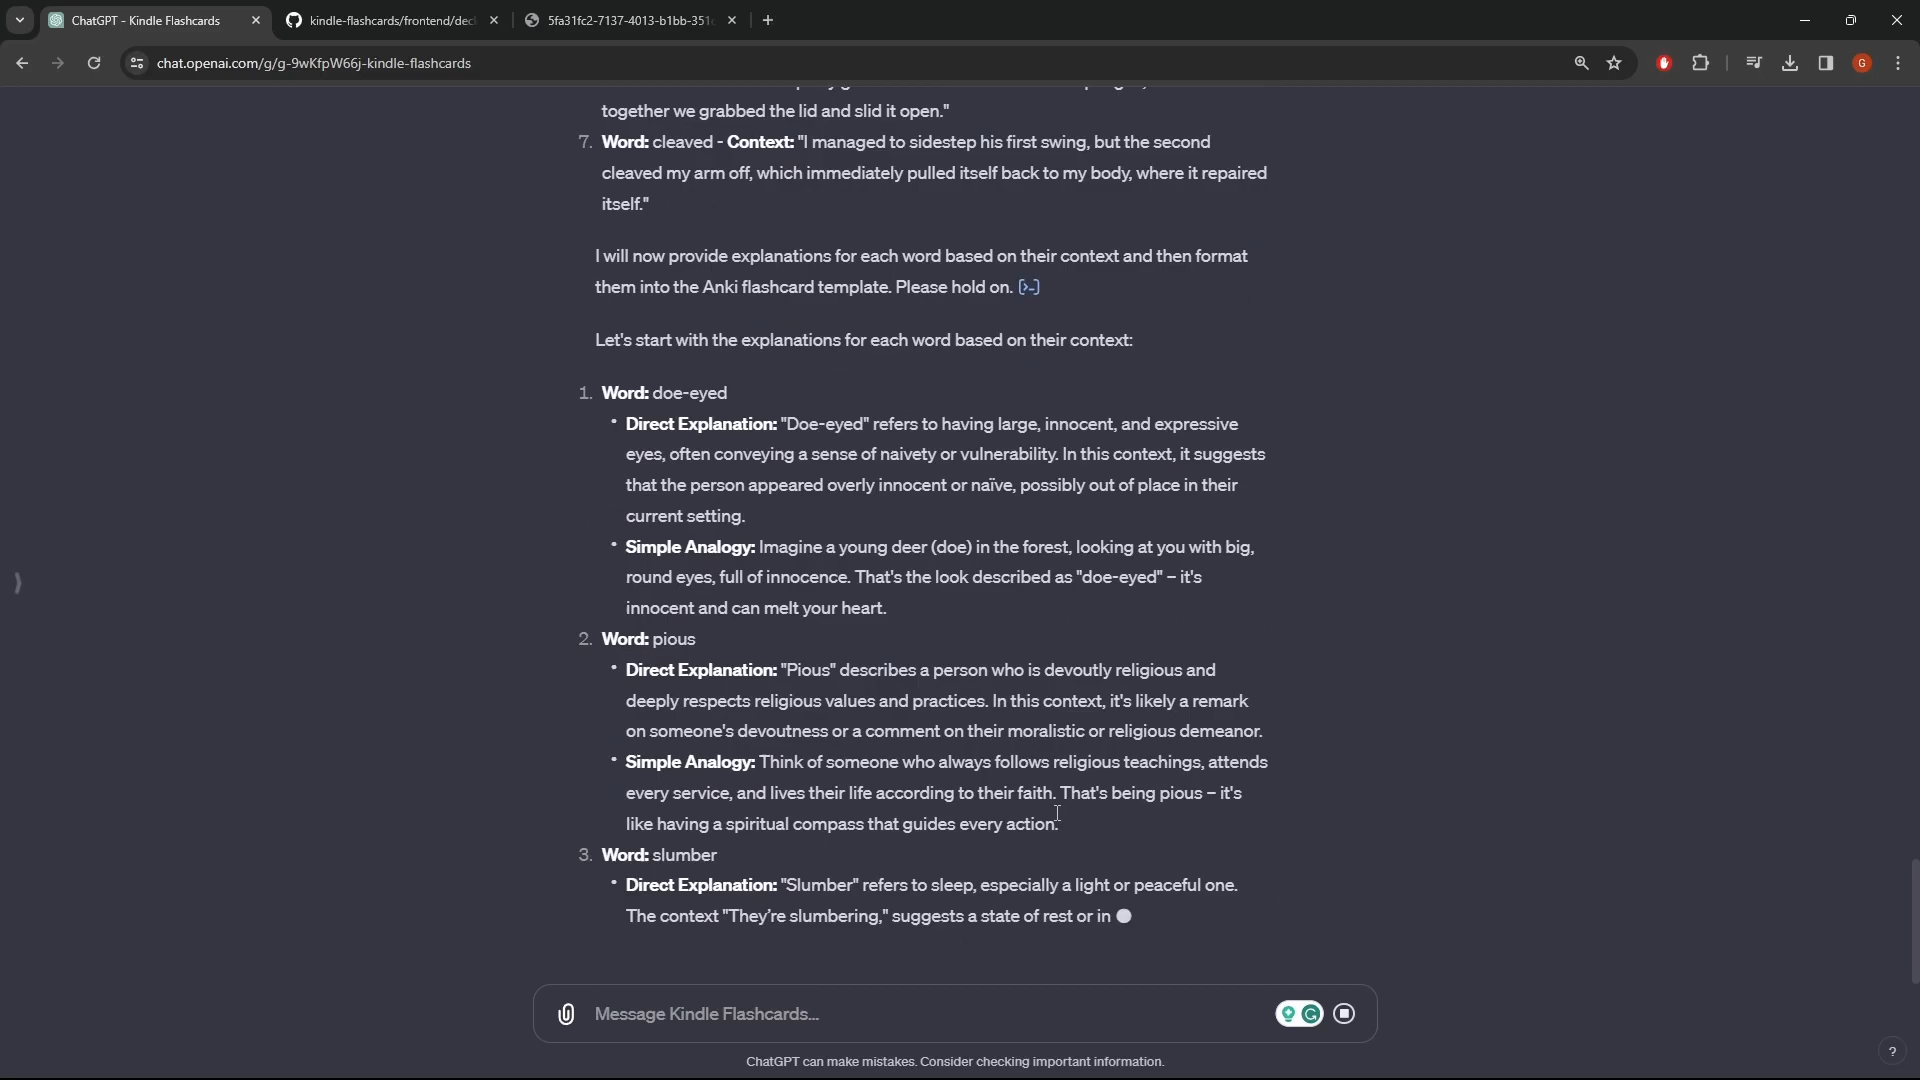 ChatGPT - Kindle Flashcards
kindle-flashcards/frontend/dec
5fa31fc2-7137-4013-b1bb-351
chat.openai.com/g/g-9wKfpW66j-kindle-flashcards
G
together we grabbed the lid and slid it open."
7. Word: cleaved - Context: "I managed to sidestep his first swing, but the second
cleaved my arm off, which immediately pulled itself back to my body, where it repaired
itself."
I will now provide explanations for each word based on their context and then format
them into the Anki flashcard template. Please hold on. [>-]
Let's start with the explanations for each word based on their context:
1. Word: doe-eyed
• Direct Explanation: "Doe-eyed" refers to having large, innocent, and expressive
eyes, often conveying a sense of naivety or vulnerability. In this context, it suggests
that the person appeared overly innocent or naïve, possibly out of place in their
current setting.
• Simple Analogy: Imagine a young deer (doe) in the forest, looking at you with big,
round eyes, full of innocence. That's the look described as "doe-eyed" – it's
innocent and can melt your heart.
2. Word: pious
• Direct Explanation: "Pious" describes a person who is devoutly religious and
deeply respects religious values and practices. In this context, it's likely a remark
on someone's devoutness or a comment on their moralistic or religious demeanor.
• Simple Analogy: Think of someone who always follows religious teachings, attends
every service, and lives their life according to their faith. That's being pious – it's
like having a spiritual compass that guides every action.
3. Word: slumber
• Direct Explanation: "Slumber" refers to sleep, especially a light or peaceful one.
The context "They’re slumbering," suggests a state of rest or in
Message Kindle Flashcards...
ChatGPT can make mistakes. Consider checking important information.
?